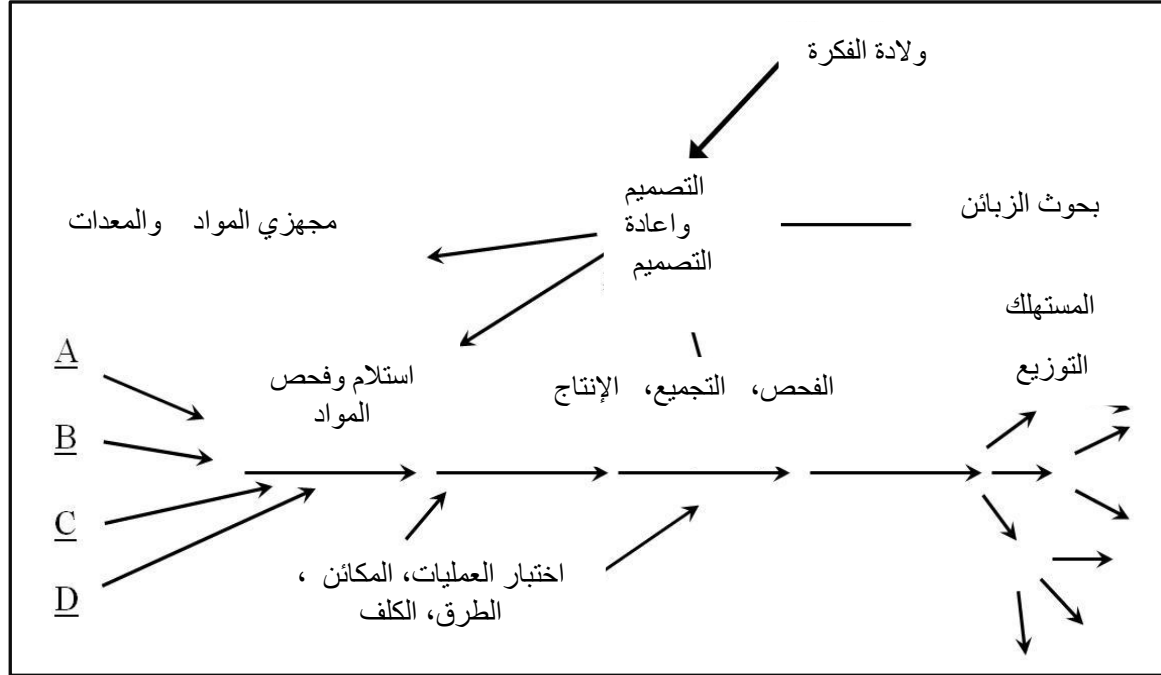 ولادة الفكرة
التصميم
واعادة
التصميم
بحوث الزبائن
مجهزي المواد والمعدات
المستهلك
التوزيع
A
استلام وفحص
المواد
الفحص، التجميع، الإنتاج
B
C
D
اختبار العمليات، المكائن ،
الطرق، الكلف